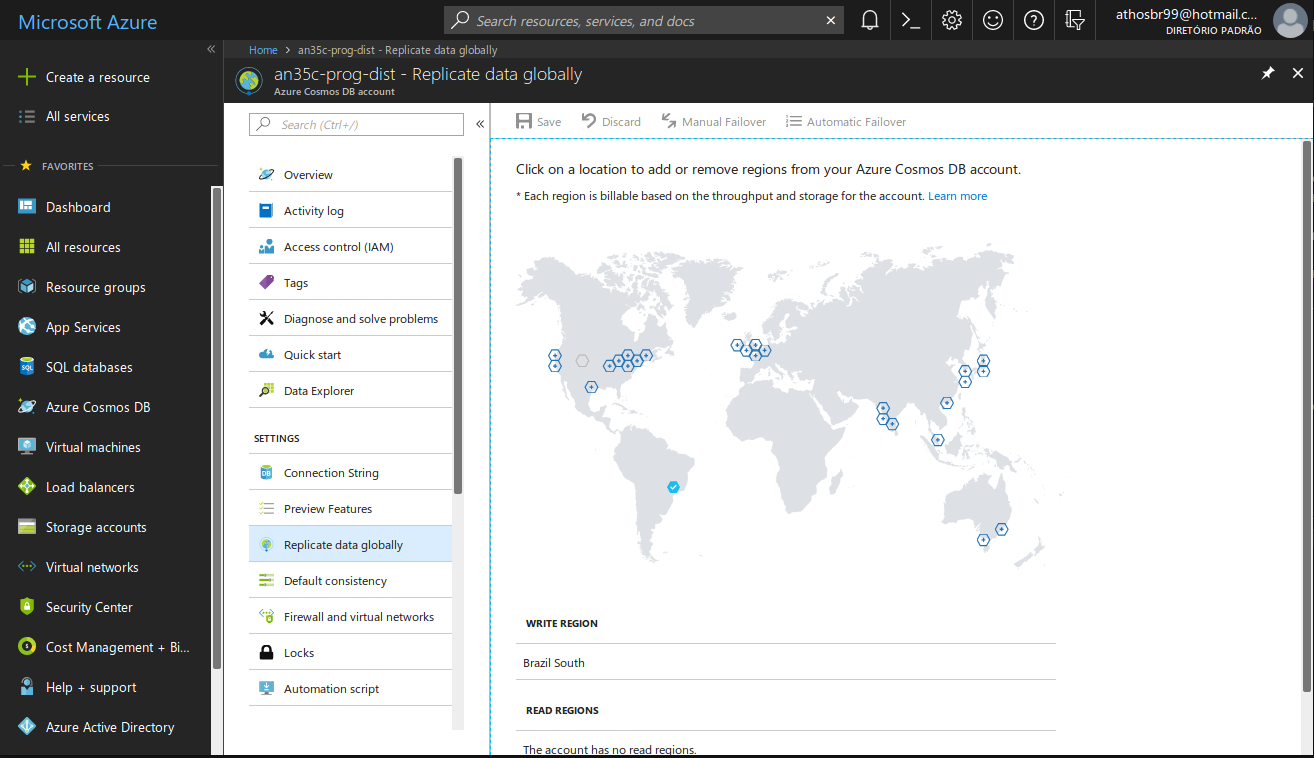 Microsoft Azure
Search resources, services, and docs
athosbr99@hotmail.c...
DIRETÓRIO PADRÃO
Create a resource
All services
FAVORITES
Dashboard
All resources
Resource groups
App Services
SQL databases
Azure Cosmos DB
Virtual machines
Load balancers
Storage accounts
Virtual networks
Security Center
Cost Management + Bi...
Help + support
Azure Active Directory
Home > an35c-prog-dist - Replicate data globally
an35c-prog-dist - Replicate data globally
Azure Cosmos DB account
Search (Ctrl+/)
Overview
Activity log
Access control (IAM)
Tags
Diagnose and solve problems
Quick start
Data Explorer
SETTINGS
Connection String
Preview Features
Replicate data globally
Default consistency
Firewall and virtual networks
Locks
Automation script
Save Discard Manual Failover Automatic Failover
Click on a location to add or remove regions from your Azure Cosmos DB account.
* Each region is billable based on the throughput and storage for the account. Learn more
WRITE REGION
Brazil South
READ REGIONS
The account has no read regions.